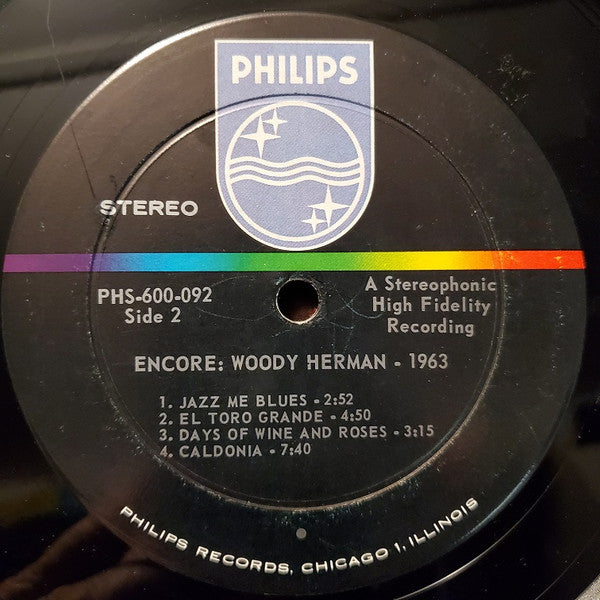 PHILIPS
STEREO
PHS-600-092
Side 2
A Stereophonic
High Fidelity
Recording
ENCORE: WOODY HERMAN - 1963
1. JAZZ ME BLUES - 2:52
2. EL TORO GRANDE - 4:50
3. DAYS OF WINE AND ROSES - 3:15
4. CALDONIA - 7:40
PHILIPS RECORDS, CHICAGO 1, ILLINOIS